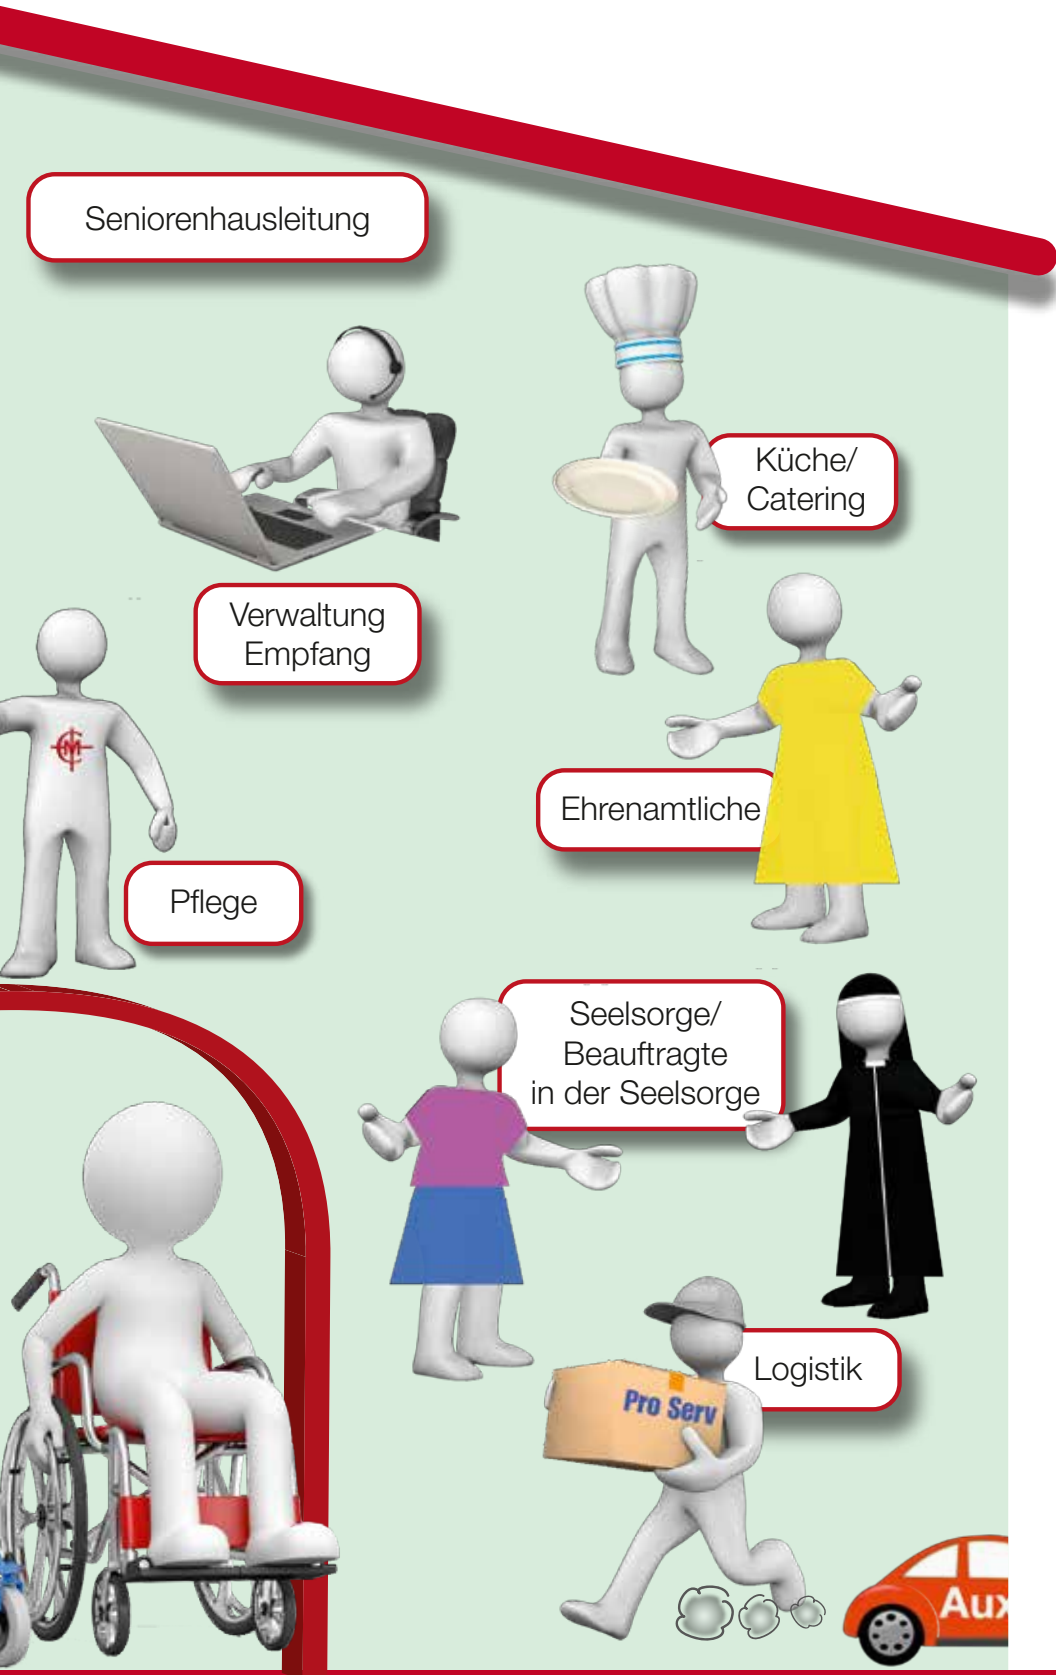 Seniorenhausleitung
Küche/
Catering
Verwaltung
Empfang
Ehrenamtliche
Pflege
Seelsorge/
Beauftragte
in der Seelsorge
Logistik
Pro Serv
Aux